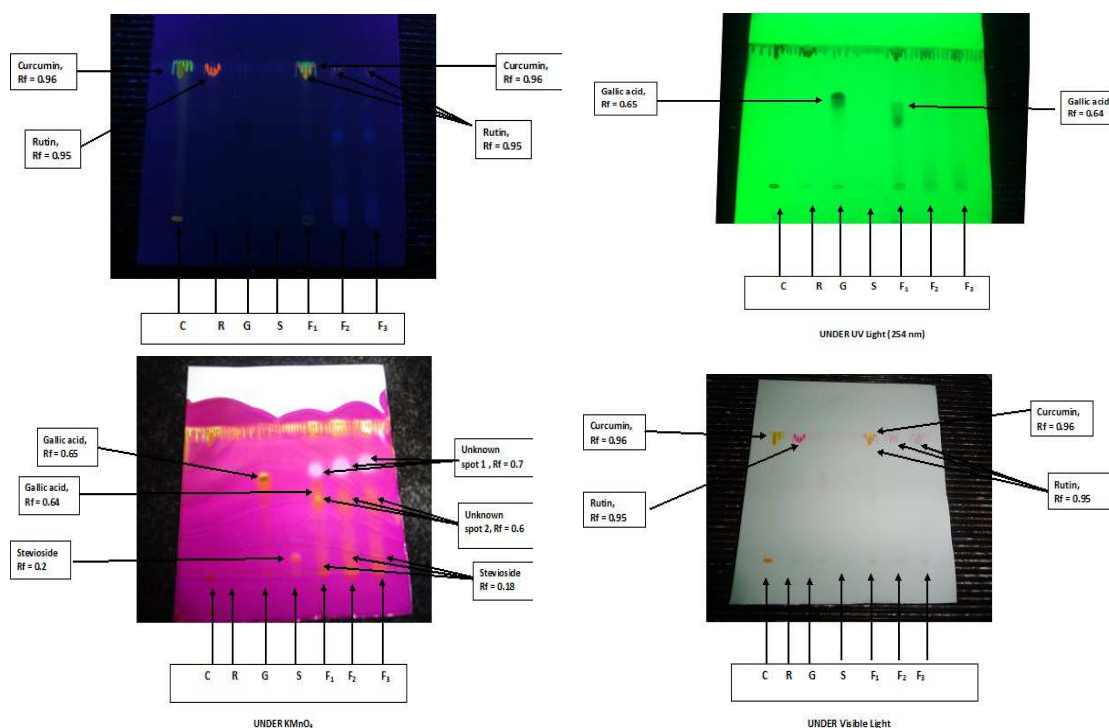 Curcumin,
Rf = 0.96
Rutin,
Rf = 0.95
Curcumin,
Rf = 0.96
Rutin,
Rf = 0.95
C R G S F₁ F₂ F₃
Gallic acid,
Rf = 0.65
Gallic acid,
Rf = 0.64
C R G S F₁ F₂ F₃
UNDER UV Light (254 nm)
Gallic acid,
Rf = 0.65
Gallic acid,
Rf = 0.64
Stevioside
Rf = 0.2
Unknown
spot 1 , Rf = 0.7
Unknown
spot 2, Rf = 0.6
Stevioside
Rf = 0.18
C R G S F₁ F₂ F₃
UNDER KMnO₄
Curcumin,
Rf = 0.96
Rutin,
Rf = 0.95
Curcumin,
Rf = 0.96
Rutin,
Rf = 0.95
C R G S F₁ F₂ F₃
UNDER Visible Light